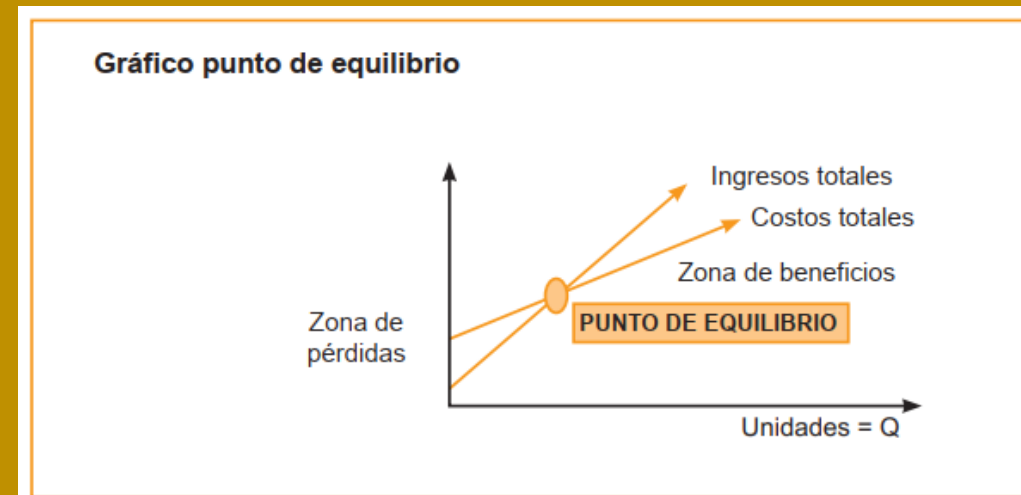 Gráfico punto de equilibrio
Ingresos totales
Costos totales
Zona de beneficios
PUNTO DE EQUILIBRIO
Zona de
pérdidas
Unidades = Q